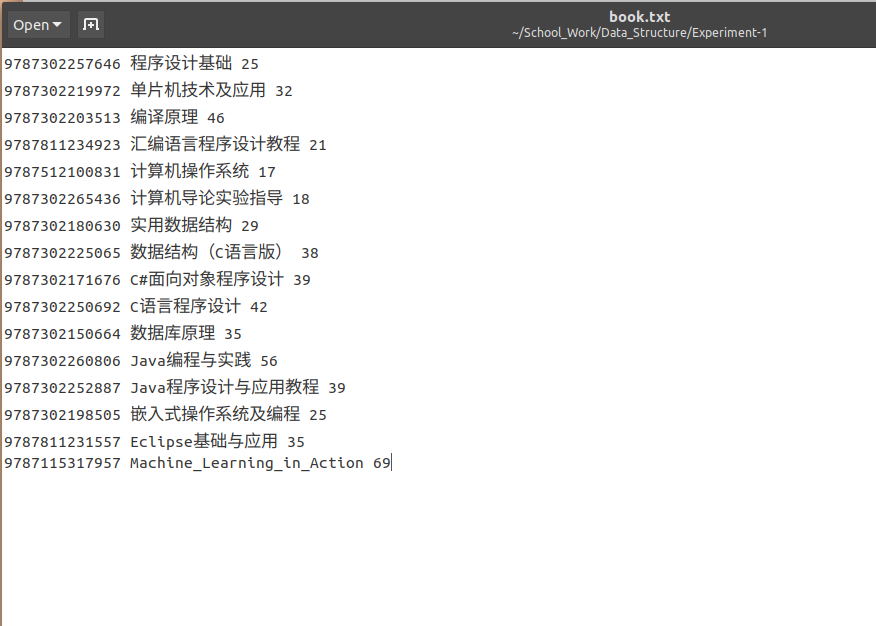 Open
book.txt
~/School_Work/Data_Structure/Experiment-1
9787302257646 程序设计基础 25
9787302219972 单片机技术及应用 32
9787302203513 编译原理 46
9787811234923 汇编语言程序设计教程 21
9787512100831 计算机操作系统 17
9787302265436 计算机导论实验指导 18
9787302180630 实用数据结构 29
9787302225065 数据结构（C语言版） 38
9787302171676 C#面向对象程序设计 39
9787302250692 C语言程序设计 42
9787302150664 数据库原理 35
9787302260806 Java编程与实践 56
9787302252887 Java程序设计与应用教程 39
9787302198505 嵌入式操作系统及编程 25
9787811231557 Eclipse基础与应用 35
9787115317957 Machine_Learning_in_Action 69